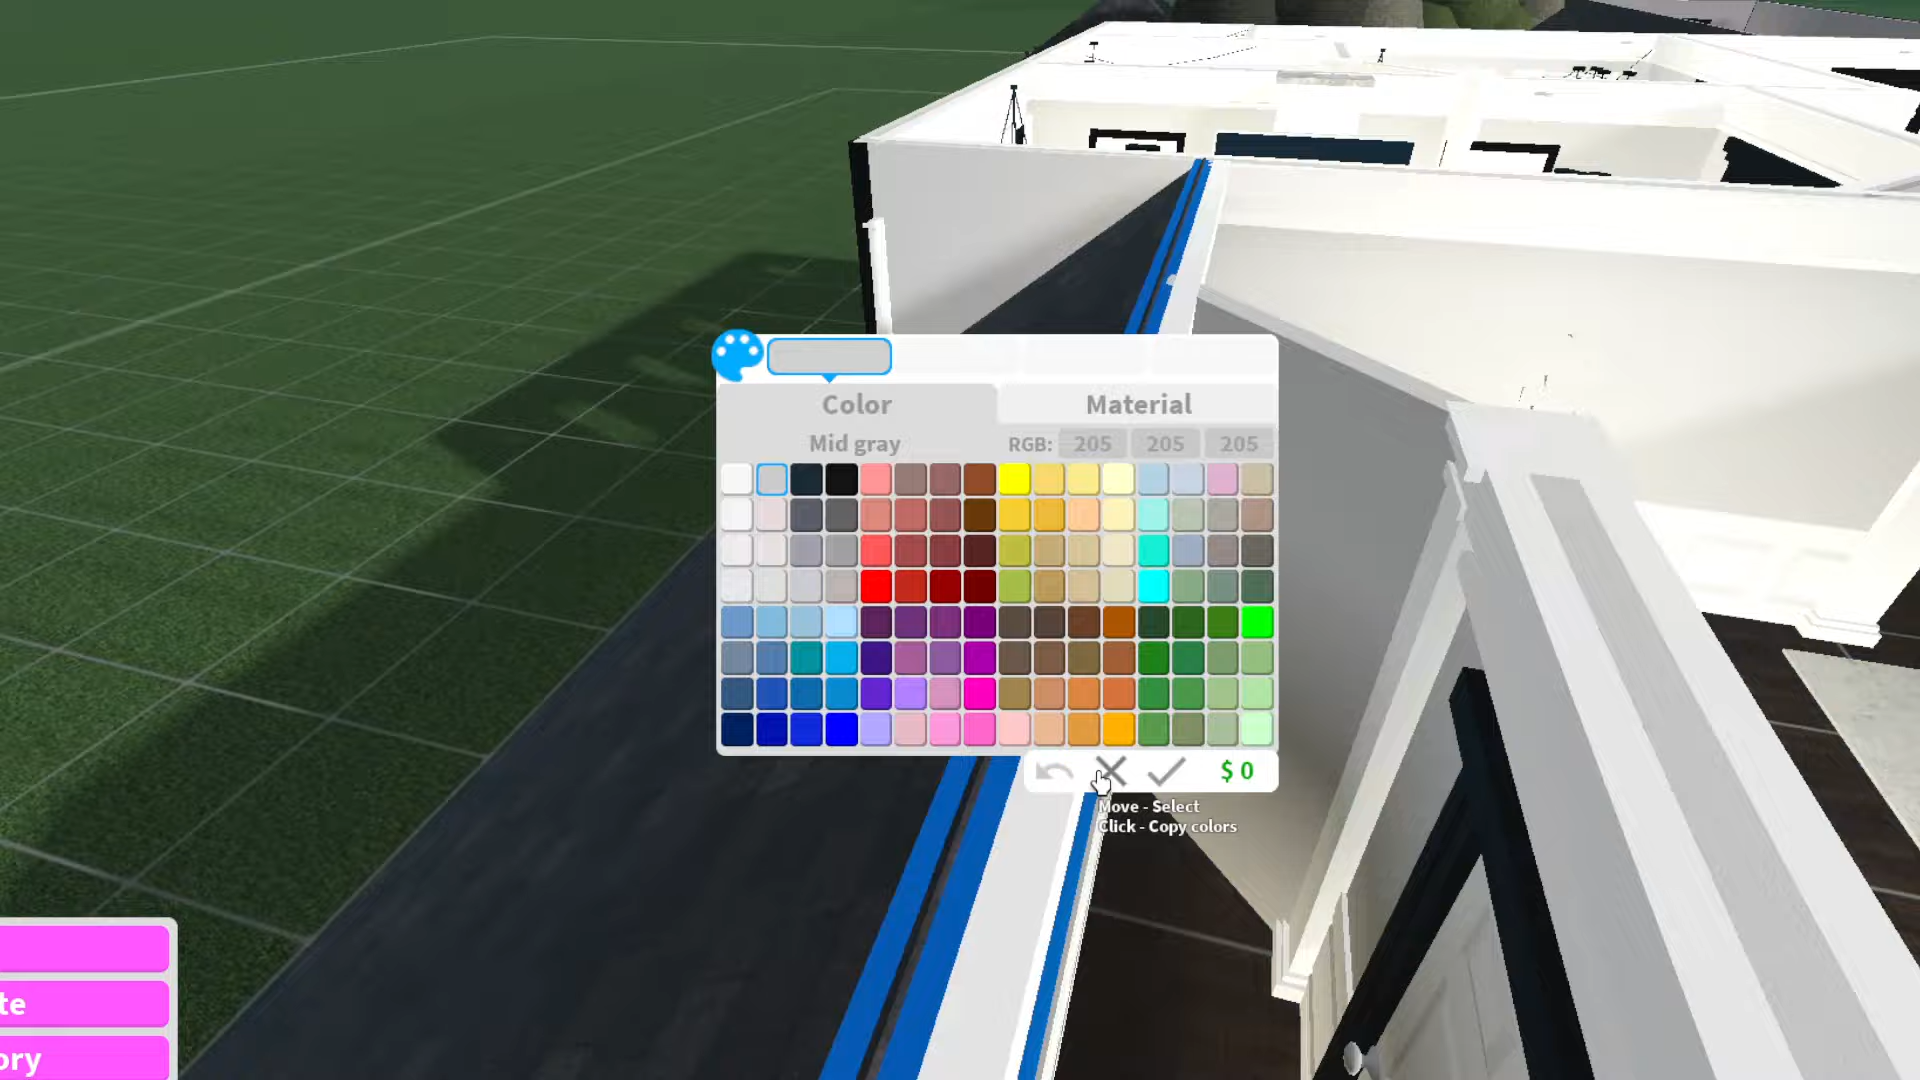 Color
Material
Mid gray
RGB: 205 205 205
$ 0
Move - Select
Click - Copy colors
te
ory